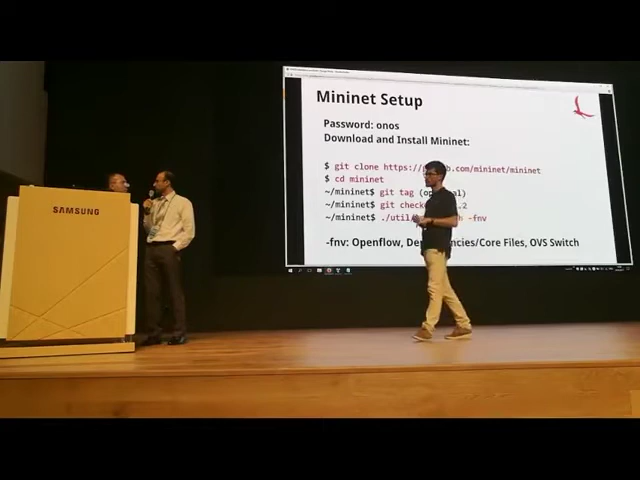 Mininet Setup
Password: onos
Download and Install Mininet:
$ git clone https:// .com/mininet/mininet
$ cd mininet
~/mininet$ git tag
~/mininet$ git .2
~/mininet$ ./util/ -fnv
-fnv: Openflow, Files, OVS Switch
SAMSUNG